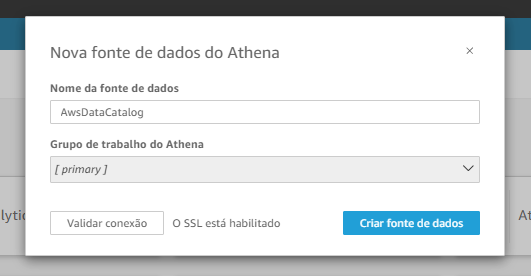 Nova fonte de dados do Athena
×
Nome da fonte de dados
AwsDataCatalog
Grupo de trabalho do Athena
[ primary ]
Validar conexão O SSL está habilitado Criar fonte de dados
lytic
At